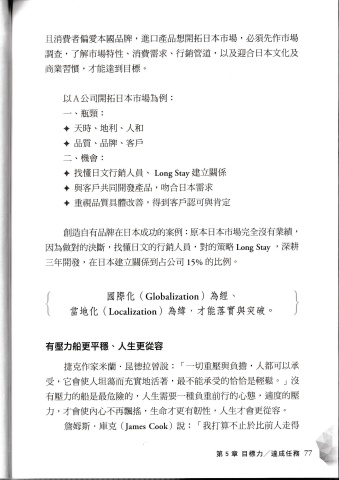 且消費者偏愛本國品牌，進口產品想開拓日本市場，必須先作市場
調查，了解市場特性、消費需求、行銷管道，以及迎合日本文化及
商業習慣，才能達到目標。
以A公司開拓日本市場為例：
一、瓶頸：
✦ 天時、地利、人和
✦ 品質、品牌、客戶
二、機會：
✦ 找懂日文行銷人員、Long Stay 建立關係
✦ 與客戶共同開發產品，吻合日本需求
✦ 重視品質具體改善，得到客戶認可與肯定
創造自有品牌在日本成功的案例：原本日本市場完全沒有業績，
因為做對的決斷，找懂日文的行銷人員，對的策略 Long Stay ，深耕
三年開發，在日本建立關係到占公司 15% 的比例。
國際化（Globalization）為經、
當地化（Localization）為緯，才能落實與突破。
有壓力船更平穩、人生更從容
捷克作家米蘭．昆德拉曾說：「一切重壓與負擔，人都可以承
受，它會使人坦蕩而充實地活著，最不能承受的恰恰是輕鬆。」沒
有壓力的船是最危險的，人生需要一種負重前行的心態，適度的壓
力，才會使內心不再飄搖，生命才更有韌性，人生才會更從容。
詹姆斯．庫克（James Cook）說：「我打算不止於比前人走得
第 5 章 目標力／達成任務 77